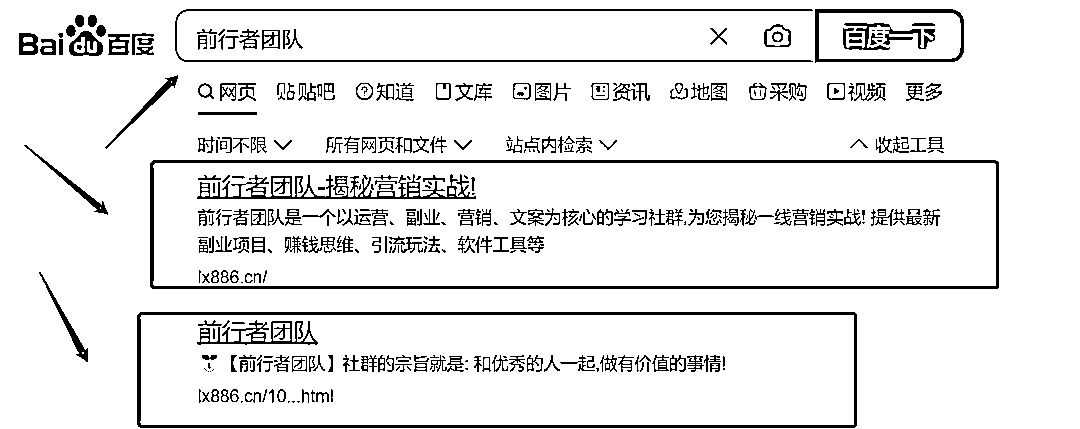 Bai du 百度 前行者团队 百度一下
网页 贴吧 知道 文库 图片 资讯 地图 采购 视频 更多
时间不限 所有网页和文件 站点内检索 收起工具
前行者团队-揭秘营销实战!
前行者团队是一个以运营、副业、营销、文案为核心的学习社群,为您揭秘一线营销实战! 提供最新
副业项目、赚钱思维、引流玩法、软件工具等
lx886.cn/
前行者团队
【前行者团队】社群的宗旨就是: 和优秀的人一起,做有价值的事情!
lx886.cn/10...html